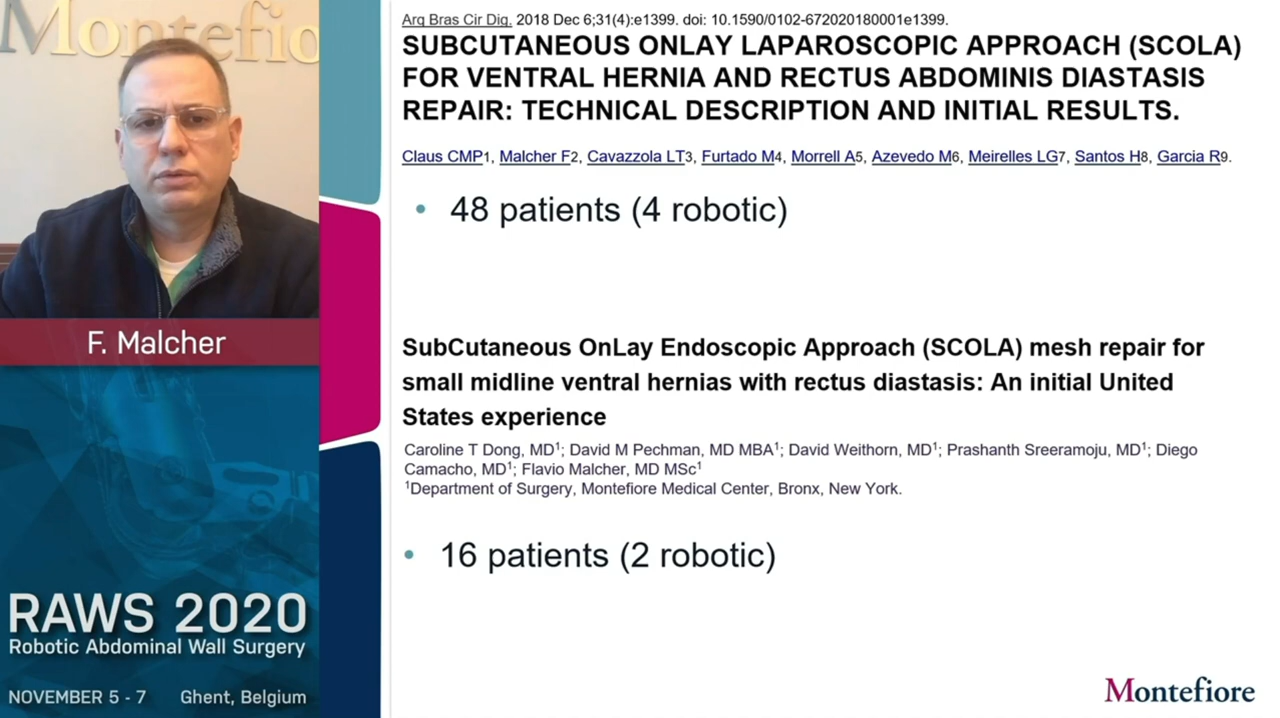 Montefio
F. Malcher
RAWS 2020
Robotic Abdominal Wall Surgery
NOVEMBER 5 - 7 Ghent, Belgium
Arq Bras Cir Dig. 2018 Dec 6;31(4):e1399. doi: 10.1590/0102-672020180001e1399.
SUBCUTANEOUS ONLAY LAPAROSCOPIC APPROACH (SCOLA)
FOR VENTRAL HERNIA AND RECTUS ABDOMINIS DIASTASIS
REPAIR: TECHNICAL DESCRIPTION AND INITIAL RESULTS.
Claus CMP1, Malcher F2, Cavazzola LT3, Furtado M4, Morrell A5, Azevedo M6, Meirelles LG7, Santos H8, Garcia R9.
• 48 patients (4 robotic)
SubCutaneous OnLay Endoscopic Approach (SCOLA) mesh repair for
small midline ventral hernias with rectus diastasis: An initial United
States experience
Caroline T Dong, MD¹; David M Pechman, MD MBA¹; David Weithorn, MD¹; Prashanth Sreeramoju, MD¹; Diego
Camacho, MD¹; Flavio Malcher, MD MSc¹
¹Department of Surgery, Montefiore Medical Center, Bronx, New York.
• 16 patients (2 robotic)
Montefiore